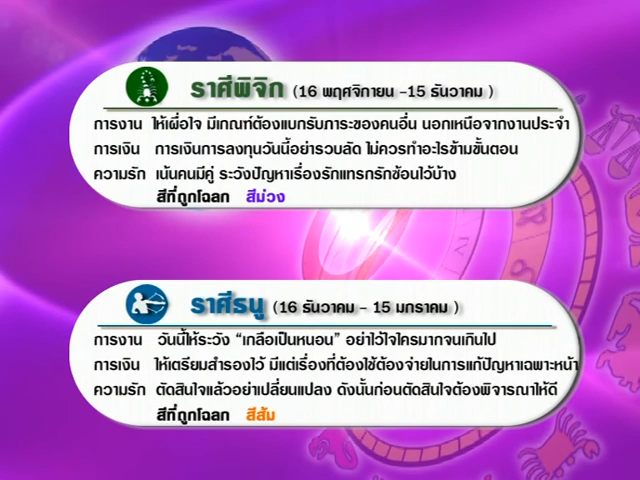 ราศีพิจิก (16 พฤศจิกายน -15 ธันวาคม )
การงาน ให้เผื่อใจ มีเกณฑ์ต้องแบกรับภาระของคนอื่น นอกเหนือจากงานประจำ
การเงิน การเงินการลงทุนวันนี้อย่ารวบลัด ไม่ควรทำอะไรข้ามขั้นตอน
ความรัก เน้นคนมีคู่ ระวังปัญหาเรื่องรักแทรกรักซ้อนไว้บ้าง
สีที่ถูกโฉลก สีม่วง
ราศีธนู (16 ธันวาคม - 15 มกราคม )
การงาน วันนี้ให้ระวัง “เกลือเป็นหนอน” อย่าไว้ใจใครมากจนเกินไป
การเงิน ให้เตรียมสำรองไว้ มีแต่เรื่องที่ต้องใช้ต้องจ่ายในการแก้ปัญหาเฉพาะหน้า
ความรัก ตัดสินใจแล้วอย่าเปลี่ยนแปลง ดังนั้นก่อนตัดสินใจต้องพิจารณาให้ดี
สีที่ถูกโฉลก สีส้ม